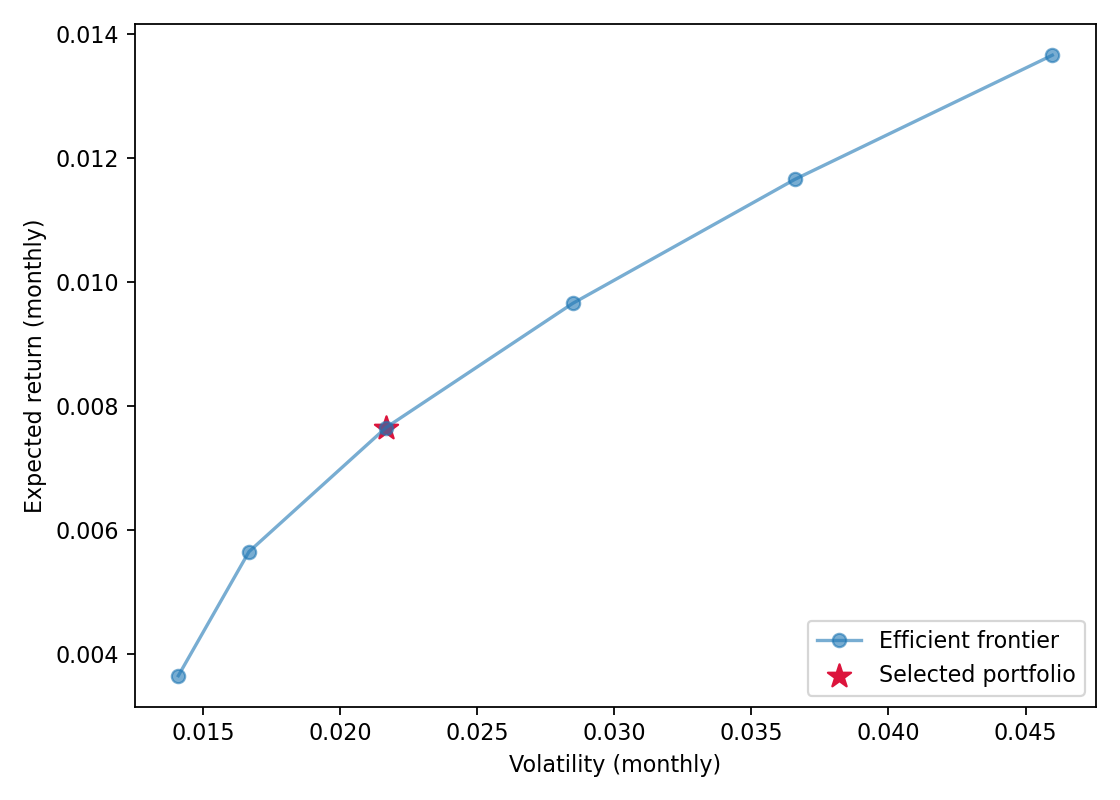 0.014
0.012
0.010
0.008
0.006
0.004
Expected return (monthly)
0.015 0.020 0.025 0.030 0.035 0.040 0.045
Volatility (monthly)
Efficient frontier
Selected portfolio